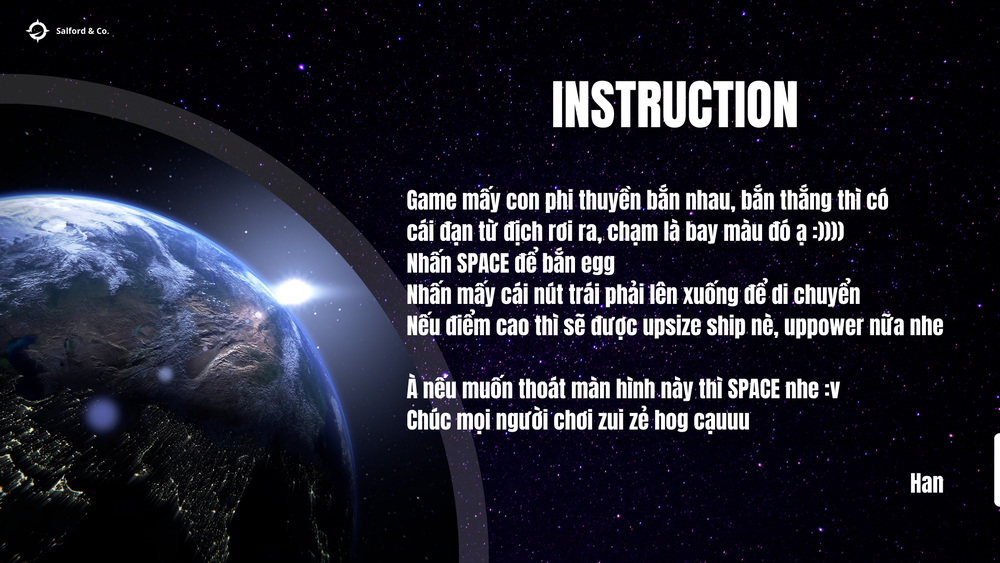 Salford & Co.
INSTRUCTION
Game mấy con phi thuyền bắn nhau, bắn thắng thì có
cái đạn từ địch rơi ra, chạm là bay màu đó ạ :))))
Nhấn SPACE để bắn egg
Nhấn mấy cái nút trái phải lên xuống để di chuyển
Nếu điểm cao thì sẽ được upsize ship nè, uppower nữa nhe
À nếu muốn thoát màn hình này thì SPACE nhe :v
Chúc mọi người chơi zui zẻ hog cạuuu
Han